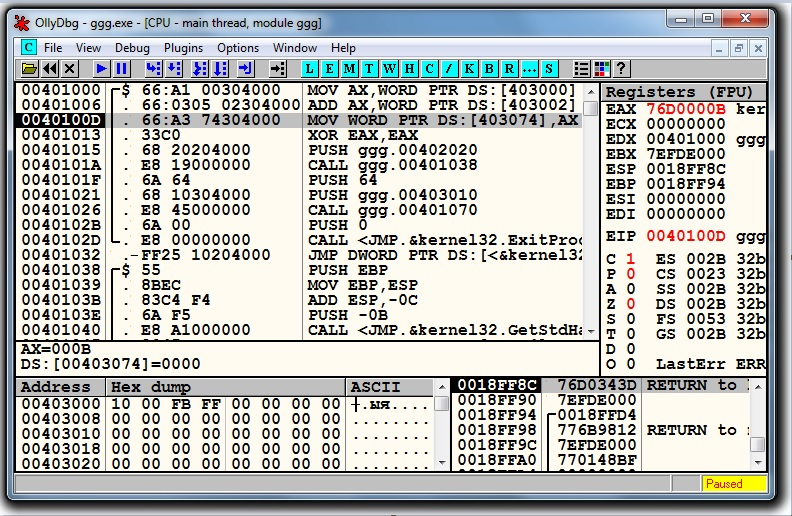 OllyDbg - ggg.exe - [CPU - main thread, module ggg]
C File View Debug Plugins Options Window Help
L E M T W H C / K B R ... S ?
00401000 $ 66:A1 00304000 MOV AX,WORD PTR DS:[403000]
00401006 . 66:0305 02304000 ADD AX,WORD PTR DS:[403002]
0040100D . 66:A3 74304000 MOV WORD PTR DS:[403074],AX
00401013 . 33C0 XOR EAX,EAX
00401015 . 68 20204000 PUSH ggg.00402020
0040101A . E8 19000000 CALL ggg.00401038
0040101F . 6A 64 PUSH 64
00401021 . 68 10304000 PUSH ggg.00403010
00401026 . E8 45000000 CALL ggg.00401070
0040102B . 6A 00 PUSH 0
0040102D . E8 00000000 CALL <JMP.&kernel32.ExitProc
00401032 .-FF25 10204000 JMP DWORD PTR DS:[<&kernel32
00401038 $ 55 PUSH EBP
00401039 . 8BEC MOV EBP,ESP
0040103B . 83C4 F4 ADD ESP,-0C
0040103E . 6A F5 PUSH -0B
00401040 . E8 A1000000 CALL <JMP.&kernel32.GetStdHa
AX=000B
DS:[00403074]=0000
Registers (FPU)
EAX 76D0000B ker
ECX 00000000
EDX 00401000 ggg
EBX 7EFDE000
ESP 0018FF8C
EBP 0018FF94
ESI 00000000
EDI 00000000
EIP 0040100D ggg
C 1 ES 002B 32b
P 0 CS 0023 32b
A 0 SS 002B 32b
Z 0 DS 002B 32b
S 0 FS 0053 32b
T 0 GS 002B 32b
D 0
O 0 LastErr ERR
Address Hex dump ASCII
00403000 10 00 FB FF 00 00 00 00 .ыя....
00403008 00 00 00 00 00 00 00 00 ........
00403010 00 00 00 00 00 00 00 00 ........
00403018 00 00 00 00 00 00 00 00 ........
00403020 00 00 00 00 00 00 00 00 ........
0018FF8C 76D0343D RETURN to
0018FF90 7EFDE000
0018FF94 0018FFD4
0018FF98 776B9812 RETURN to
0018FF9C 7EFDE000
0018FFA0 770148BF
Paused